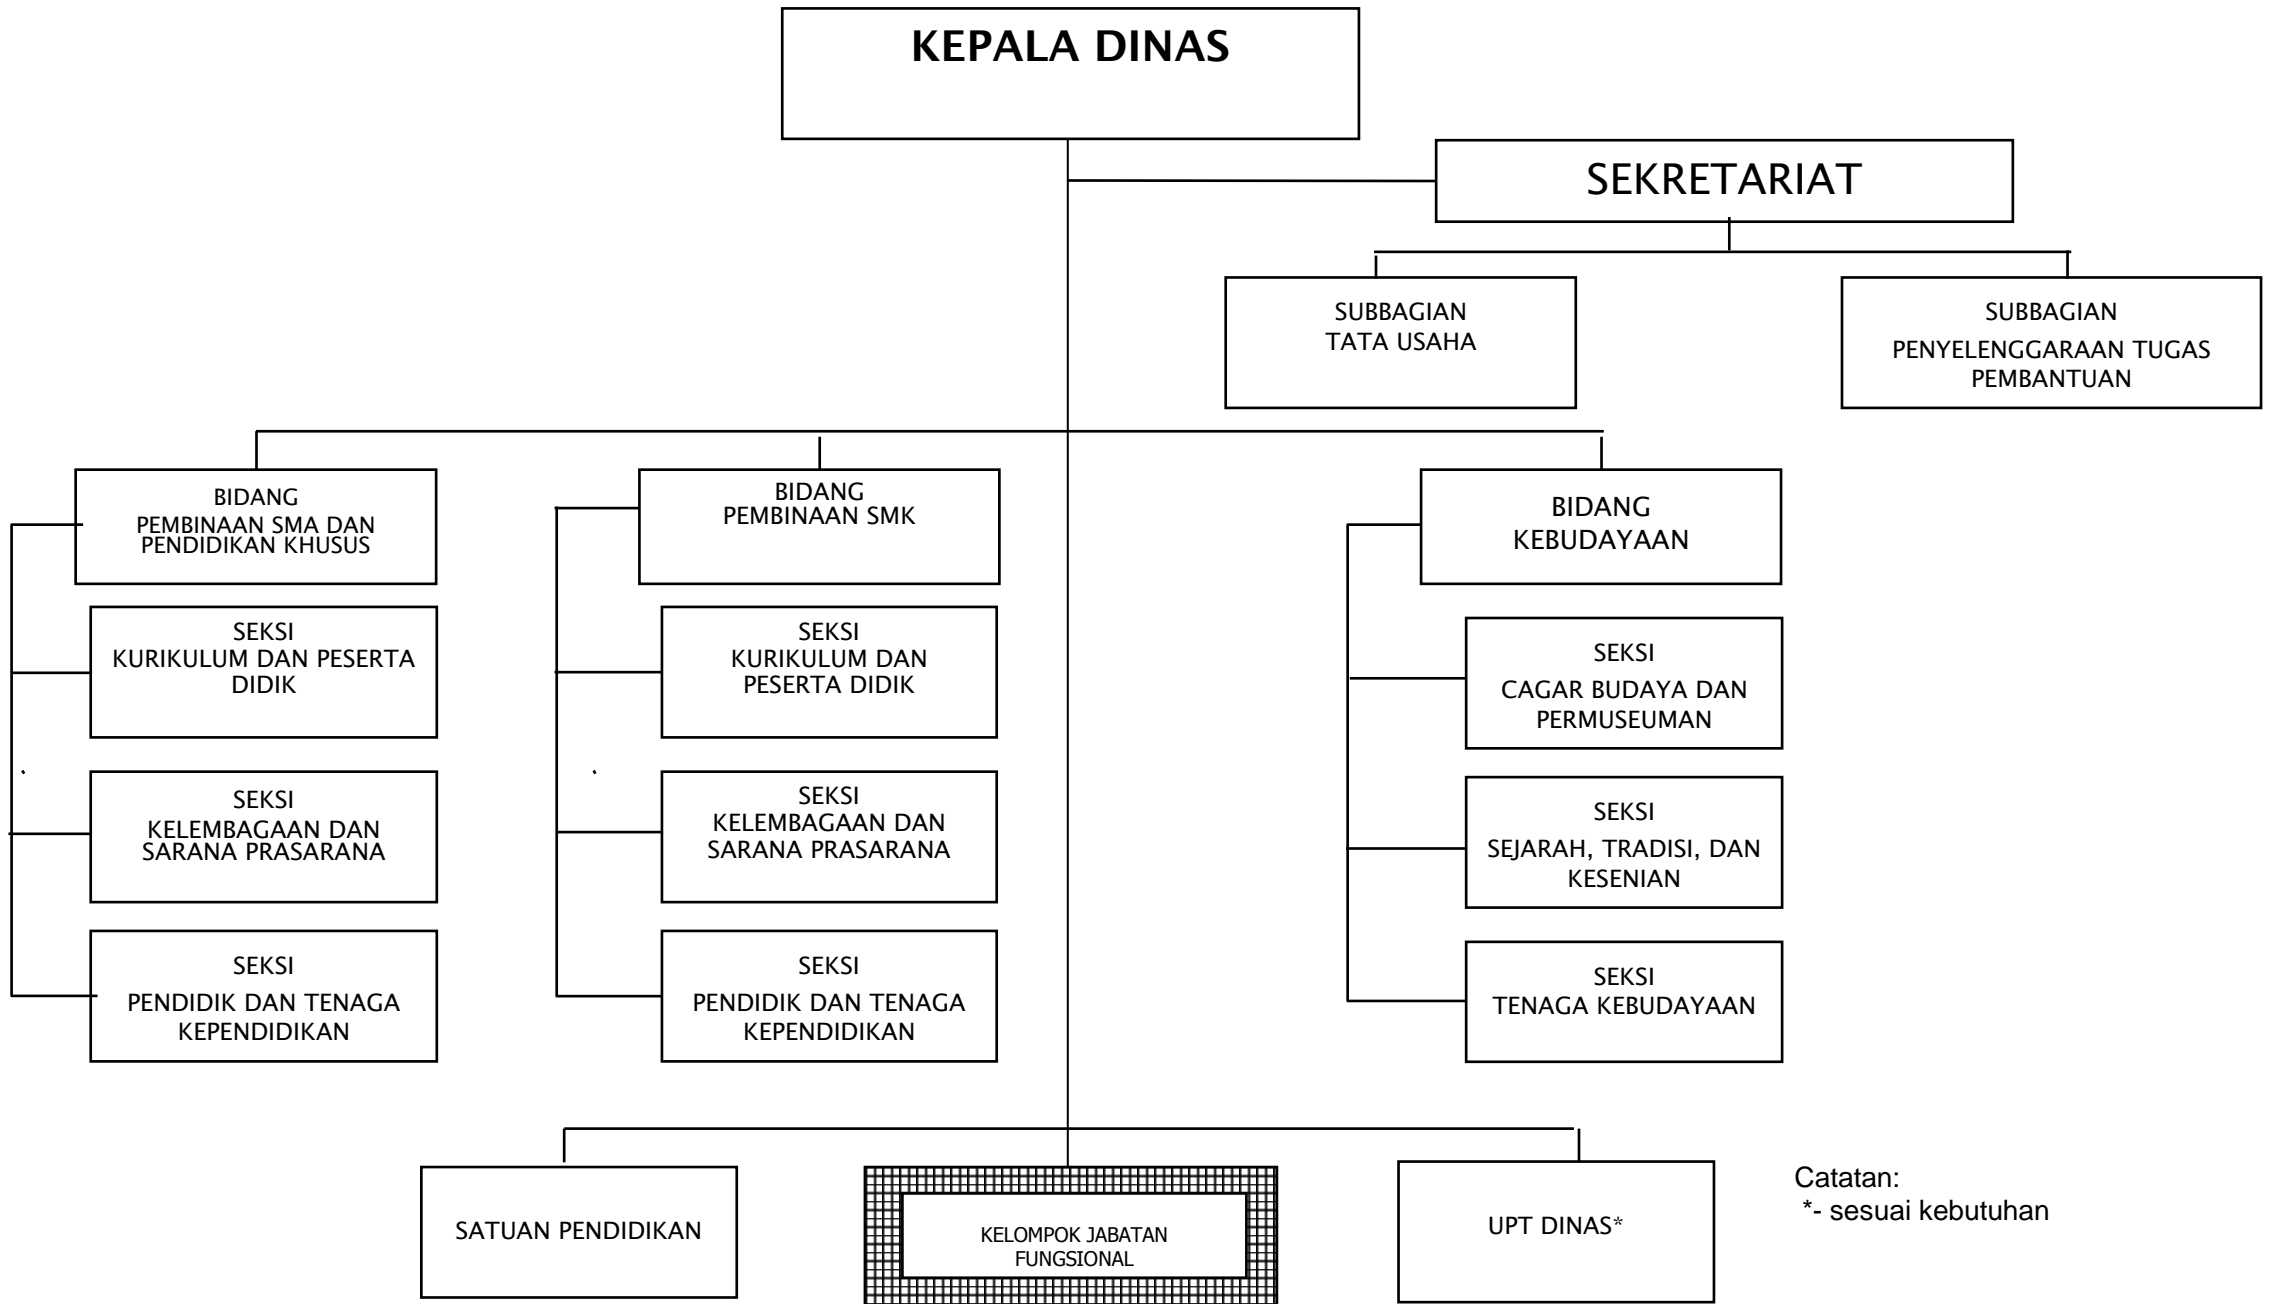 KEPALA DINAS
SEKRETARIAT
SUBBAGIAN
TATA USAHA
SUBBAGIAN
PENYELENGGARAAN TUGAS
PEMBANTUAN
BIDANG
PEMBINAAN SMA DAN
PENDIDIKAN KHUSUS
BIDANG
PEMBINAAN SMK
BIDANG
KEBUDAYAAN
SEKSI
KURIKULUM DAN PESERTA
DIDIK
SEKSI
KURIKULUM DAN
PESERTA DIDIK
SEKSI
CAGAR BUDAYA DAN
PERMUSEUMAN
SEKSI
KELEMBAGAAN DAN
SARANA PRASARANA
SEKSI
KELEMBAGAAN DAN
SARANA PRASARANA
SEKSI
SEJARAH, TRADISI, DAN
KESENIAN
SEKSI
PENDIDIK DAN TENAGA
KEPENDIDIKAN
SEKSI
PENDIDIK DAN TENAGA
KEPENDIDIKAN
SEKSI
TENAGA KEBUDAYAAN
SATUAN PENDIDIKAN
KELOMPOK JABATAN
FUNGSIONAL
UPT DINAS*
Catatan:
*- sesuai kebutuhan